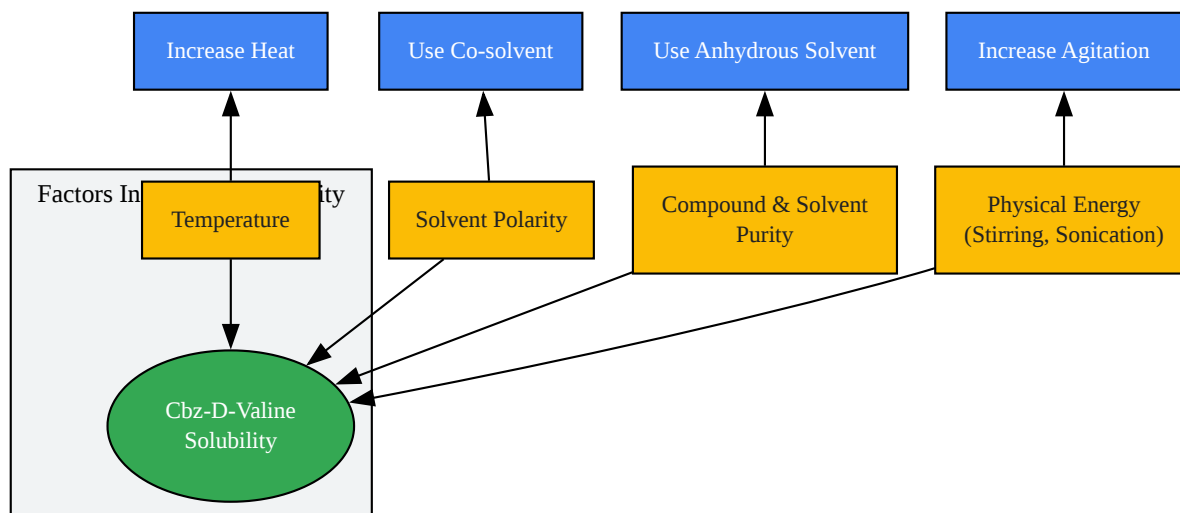 Increase Heat
Use Co-solvent
Use Anhydrous Solvent
Increase Agitation
Factors In ity
Temperature
Solvent Polarity
Compound & Solvent
Purity
Physical Energy
(Stirring, Sonication)
Cbz-D-Valine
Solubility